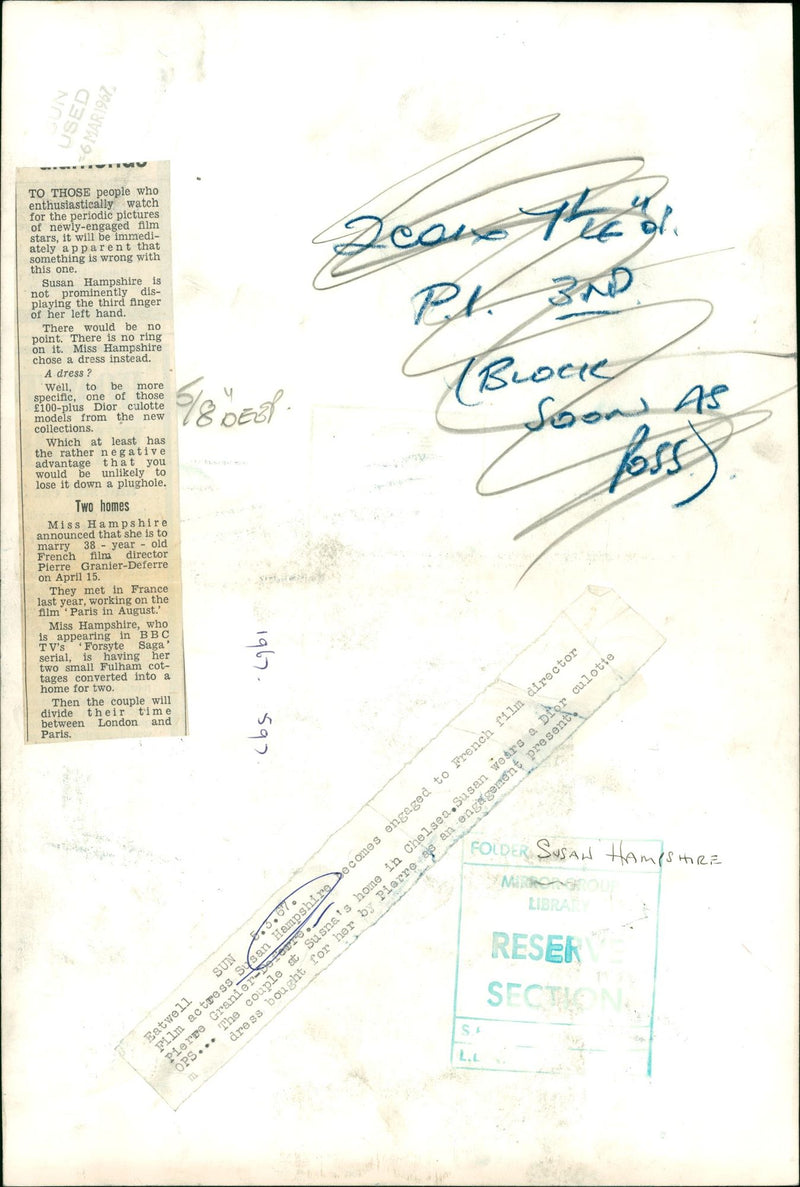 SUN
USED
6 MAR 1967
TO THOSE people who
enthusiastically watch
for the periodic pictures
of newly-engaged film
stars, it will be immedi-
ately apparent that
something is wrong with
this one.
Susan Hampshire is
not prominently dis-
playing the third finger
of her left hand.
There would be no
point. There is no ring
on it. Miss Hampshire
chose a dress instead.
A dress?
Well, to be more
specific, one of those
£100-plus Dior culotte
models from the new
collections.
Which at least has
the rather negative
advantage that you
would be unlikely to
lose it down a plughole.
Two homes
Miss Hampshire
announced that she is to
marry 38 - year - old
French film director
Pierre Granier-Deferre
on April 15.
They met in France
last year, working on the
film 'Paris in August.'
Miss Hampshire, who
is appearing in BBC
TV's 'Forsyte Saga'
serial, is having her
two small Fulham cot-
tages converted into a
home for two.
Then the couple will
divide their time
between London and
Paris.
P.1. 3RD
(BLOCK
SOON AS
POSS).
DEEP.
1967. 597
Eatwell SUN 5.3.67.
Film actress Susan Hampshire becomes engaged to French film director
Pierre Granier-Deferre.
OPS... The couple at Susna's home in Chelsea.Susan wears a Dior culotte
dress bought for her by Pierre as an engagement present.
m
FOLDER SUSAN HAMPSHIRE
MIRROR GROUP
LIBRARY
RESERVE
SECTION